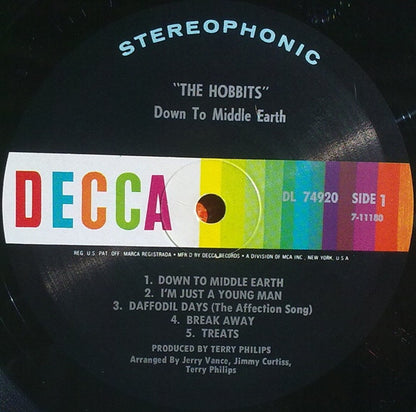 STEREOPHONIC
"THE HOBBITS"
Down To Middle Earth
DECCA
DL 74920 SIDE 1
7-11180
REG. U.S. PAT. OFF. MARCA REGISTRADA • MFR'D BY DECCA RECORDS • A DIVISION OF MCA INC., NEW YORK, U.S.A
1. DOWN TO MIDDLE EARTH
2. I'M JUST A YOUNG MAN
3. DAFFODIL DAYS (The Affection Song)
4. BREAK AWAY
5. TREATS
PRODUCED BY TERRY PHILIPS
Arranged By Jerry Vance, Jimmy Curtiss,
Terry Philips